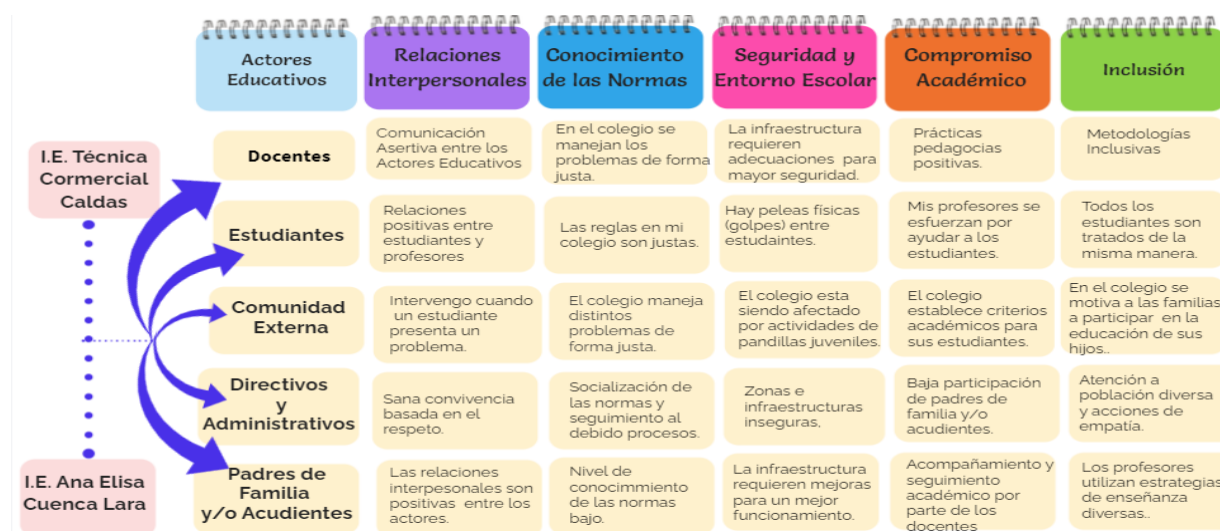 Actores
Educativos
Relaciones
Interpersonales
Conocimiento
de las Normas
Seguridad y
Entorno Escolar
Compromiso
Académico
Inclusión
I.E. Técnica
Cormercial
Caldas
I.E. Ana Elisa
Cuenca Lara
Docentes
Comunicación
Asertiva entre los
Actores Educativos
En el colegio se
manejan los
problemas de forma
justa.
La infraestructura
requieren
adecuaciones para
mayor seguridad.
Prácticas
pedagocias
positivas.
Metodologías
Inclusivas
Estudiantes
Relaciones
positivas entre
estudiantes y
profesores
Las reglas en mi
colegio son justas.
Hay peleas físicas
(golpes) entre
estudaintes.
Mis profesores se
esfuerzan por
ayudar a los
estudiantes.
Todos los
estudiantes son
tratados de la
misma manera.
Comunidad
Externa
Intervengo cuando
un estudiante
presenta un
problema.
El colegio maneja
distintos
problemas de
forma justa.
El colegio esta
siendo afectado
por actividades de
pandillas juveniles.
El colegio
establece criterios
académicos para
sus estudiantes.
En el colegio se
motiva a las familias
a participar en la
educación de sus
hijos..
Directivos
y
Administrativos
Sana convivencia
basada en el
respeto.
Socialización de
las normas y
seguimiento al
debido procesos.
Zonas e
infraestructuras
inseguras,
Baja participación
de padres de
familia y/o
acudientes.
Atención a
población diversa
y acciones de
empatía.
Padres de
Familia
y/o Acudientes
Las relaciones
interpesonales son
positivas entre los
actores.
Nivel de
conocimmiento
de las normas
bajo.
La infraestructura
requieren mejoras
para un mejor
funcionamiento.
Acompañamiento y
seguimiento
académico por
parte de los
docentes
Los profesores
utilizan estrategias
de enseñanza
diversas..